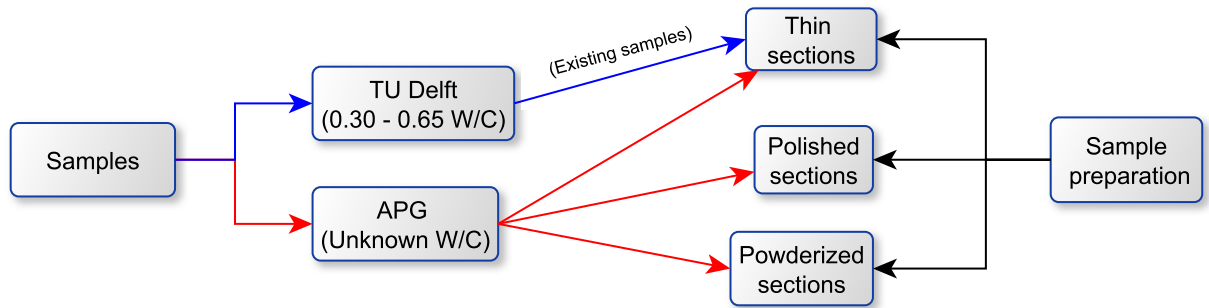 Samples
TU Delft
(0.30 - 0.65 W/C)
APG
(Unknown W/C)
(Existing samples)
Thin
sections
Polished
sections
Powderized
sections
Sample
preparation